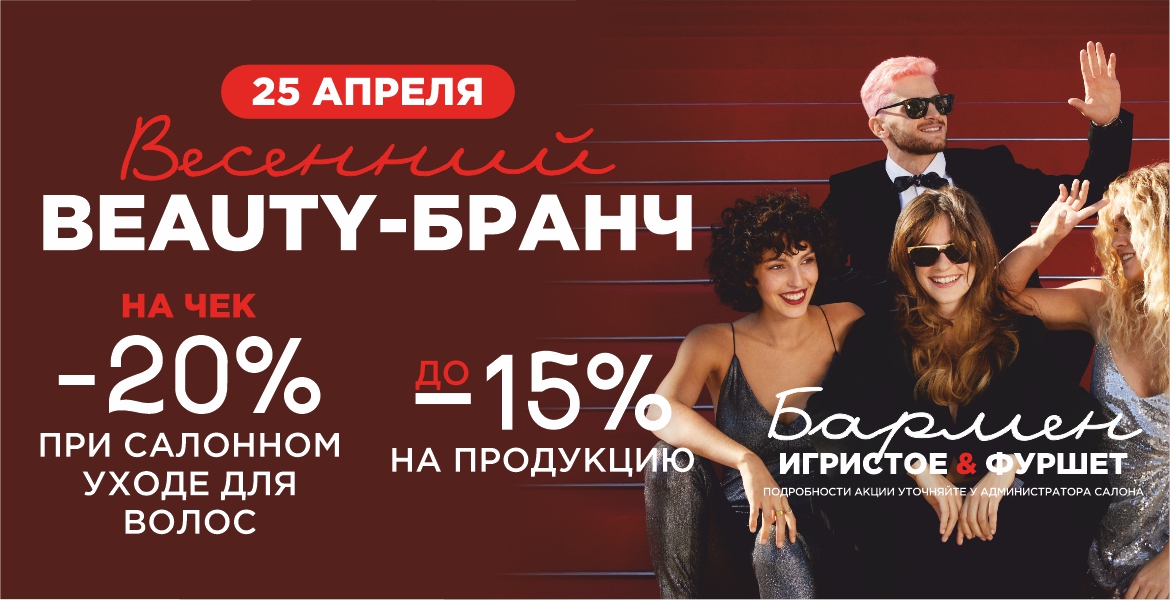 25 АПРЕЛЯ
Весенний
BEAUTY-БРАНЧ
НА ЧЕК
-20%
ПРИ САЛОННОМ
УХОДЕ ДЛЯ
ВОЛОС
ДО
-15%
НА ПРОДУКЦИЮ
Бармен
ИГРИСТОЕ & ФУРШЕТ
ПОДРОБНОСТИ АКЦИИ УТОЧНЯЙТЕ У АДМИНИСТРАТОРА САЛОНА